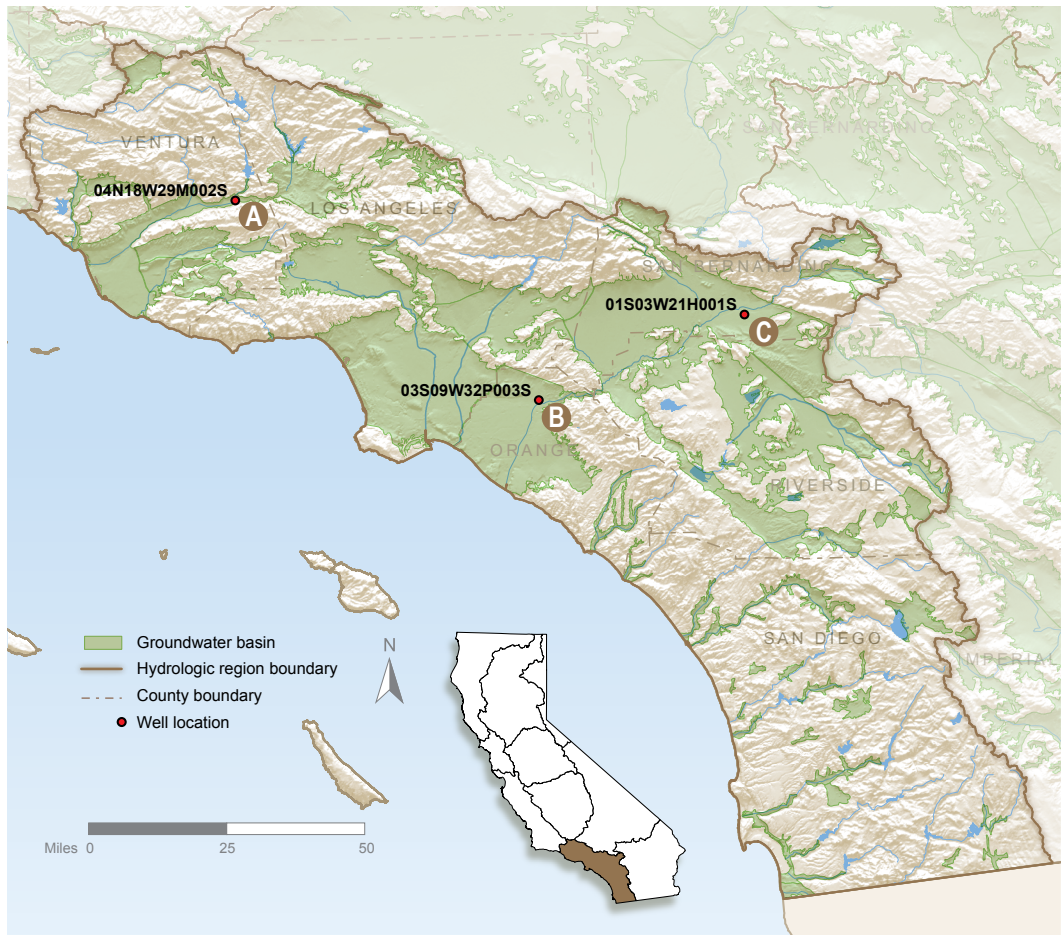 SAN BERNARDINO
VENTURA
04N18W29M002S
A
LOS ANGELES
SAN BERNARDINO
01S03W21H001S
C
03S09W32P003S
B
ORANGE
RIVERSIDE
SAN DIEGO
IMPERIAL
Groundwater basin
N
Hydrologic region boundary
County boundary
Well location
Miles 0 25 50